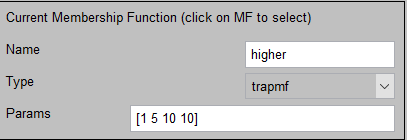 Current Membership Function (click on MF to select)
Name higher
Type trapmf
Params [1 5 10 10]